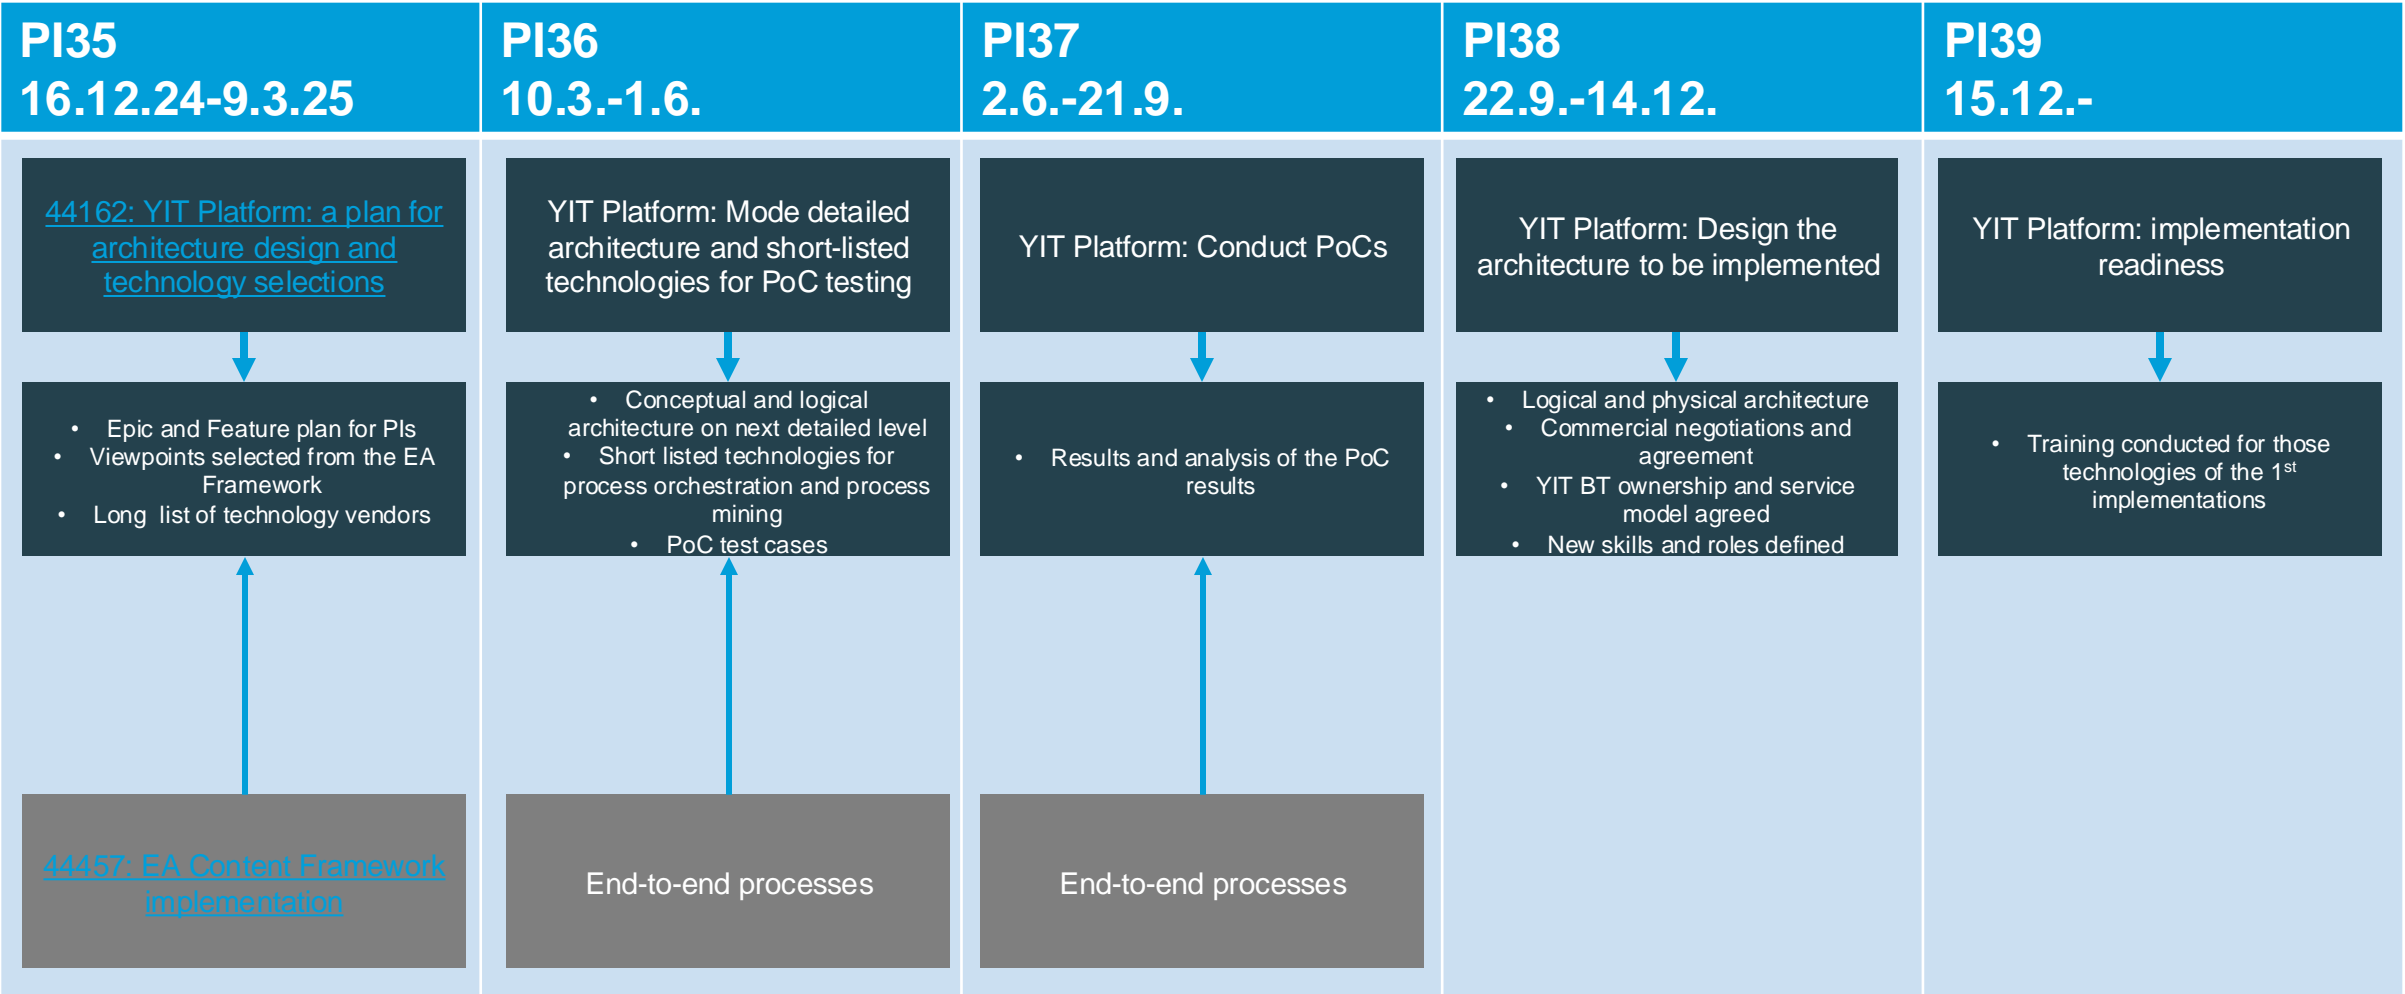 PI35
16.12.24-9.3.25
PI36
10.3.-1.6.
PI37
2.6.-21.9.
PI38
22.9.-14.12.
PI39
15.12.-
44162: YIT Platform: a plan for
architecture design and
technology selections
YIT Platform: Mode detailed
architecture and short-listed
technologies for PoC testing
YIT Platform: Conduct PoCs
YIT Platform: Design the
architecture to be implemented
YIT Platform: implementation
readiness
• Epic and Feature plan for PIs
• Viewpoints selected from the EA
Framework
• Long list of technology vendors
• Conceptual and logical
architecture on next detailed level
• Short listed technologies for
process orchestration and process
mining
• PoC test cases
• Results and analysis of the PoC
results
• Logical and physical architecture
• Commercial negotiations and
agreement
• YIT BT ownership and service
model agreed
• New skills and roles defined
• Training conducted for those
technologies of the 1st
implementations
44457: EA Content Framework
implementation
End-to-end processes
End-to-end processes